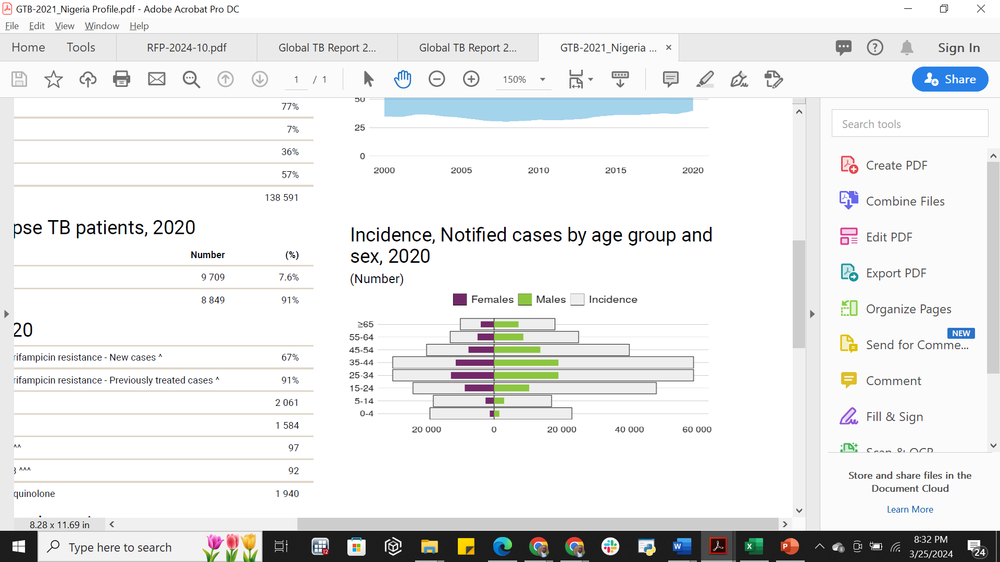 GTB-2021_Nigeria Profile.pdf - Adobe Acrobat Pro DC
File Edit View Window Help
Home Tools RFP-2024-10.pdf Global TB Report 2... Global TB Report 2... GTB-2021_Nigeria ... × Sign In
1 / 1 150% Share
77%
7%
36%
57%
138 591
pse TB patients, 2020
Number (%)
9 709 7.6%
8 849 91%
20
rifampicin resistance - New cases ^ 67%
rifampicin resistance - Previously treated cases ^ 91%
2 061
1 584
^^ 97
3 ^^^ 92
quinolone 1 940
8.28 x 11.69 in
50
25
0
2000 2005 2010 2015 2020
Incidence, Notified cases by age group and
sex, 2020
(Number)
Females Males Incidence
≥65
55-64
45-54
35-44
25-34
15-24
5-14
0-4
20 000 0 20 000 40 000 60 000
Search tools
Create PDF
Combine Files
Edit PDF
Export PDF
Organize Pages
NEW
Send for Comme...
Comment
Fill & Sign
Scan & OCR
Store and share files in the
Document Cloud
Learn More
Type here to search
12
8:32 PM
3/25/2024
24